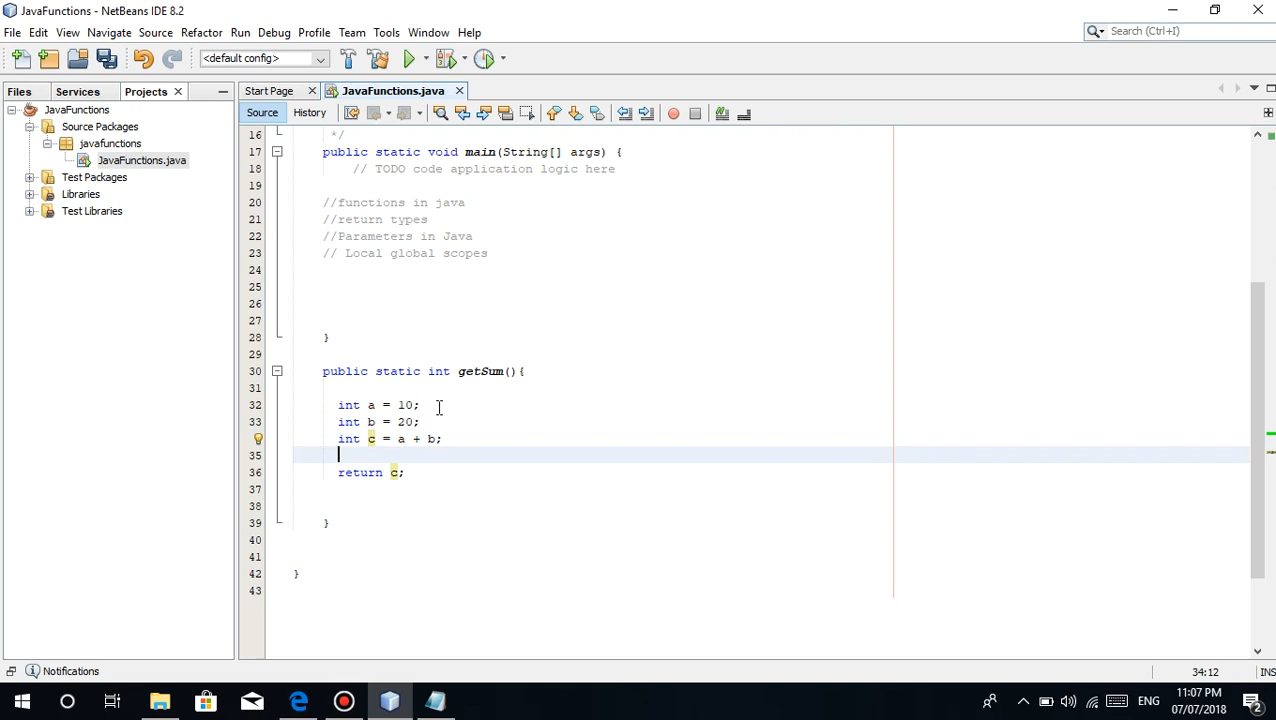 JavaFunctions - NetBeans IDE 8.2
File Edit View Navigate Source Refactor Run Debug Profile Team Tools Window Help
Search (Ctrl+I)
<default config>
Files Services Projects
Start Page JavaFunctions.java
Source History
JavaFunctions
Source Packages
javafunctions
JavaFunctions.java
Test Packages
Libraries
Test Libraries
16 */
17 public static void main(String[] args) {
18 // TODO code application logic here
19
20 //functions in java
21 //return types
22 //Parameters in Java
23 // Local global scopes
24
25
26
27
28 }
29
30 public static int getSum(){
31
32 int a = 10;
33 int b = 20;
int c = a + b;
35
36 return c;
37
38
39 }
40
41
42 }
43
Notifications
34:12 INS
ENG
11:07 PM
07/07/2018
2